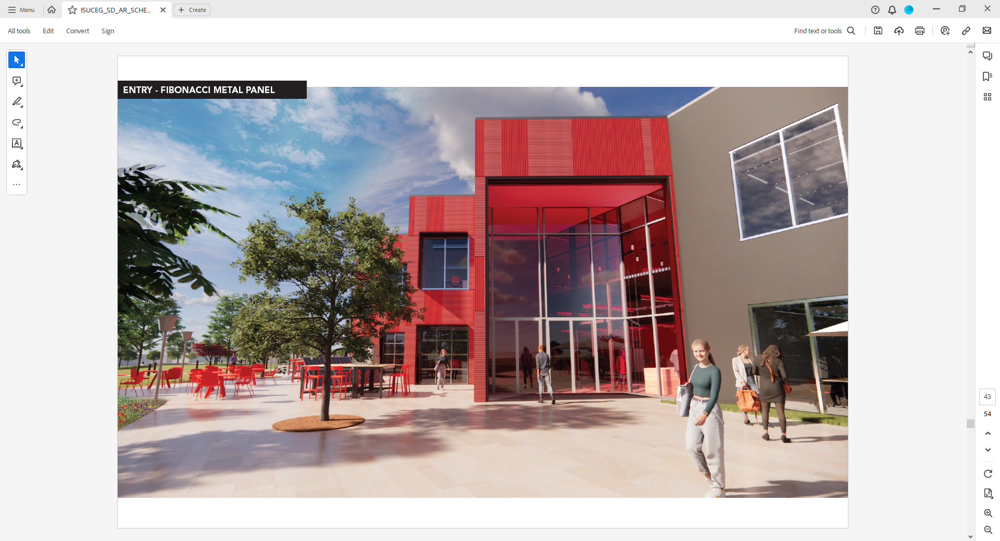 Menu
ISUCEG_SD_AR_SCHE...
Create
All tools
Edit
Convert
Sign
Find text or tools
ENTRY - FIBONACCI METAL PANEL
43
54